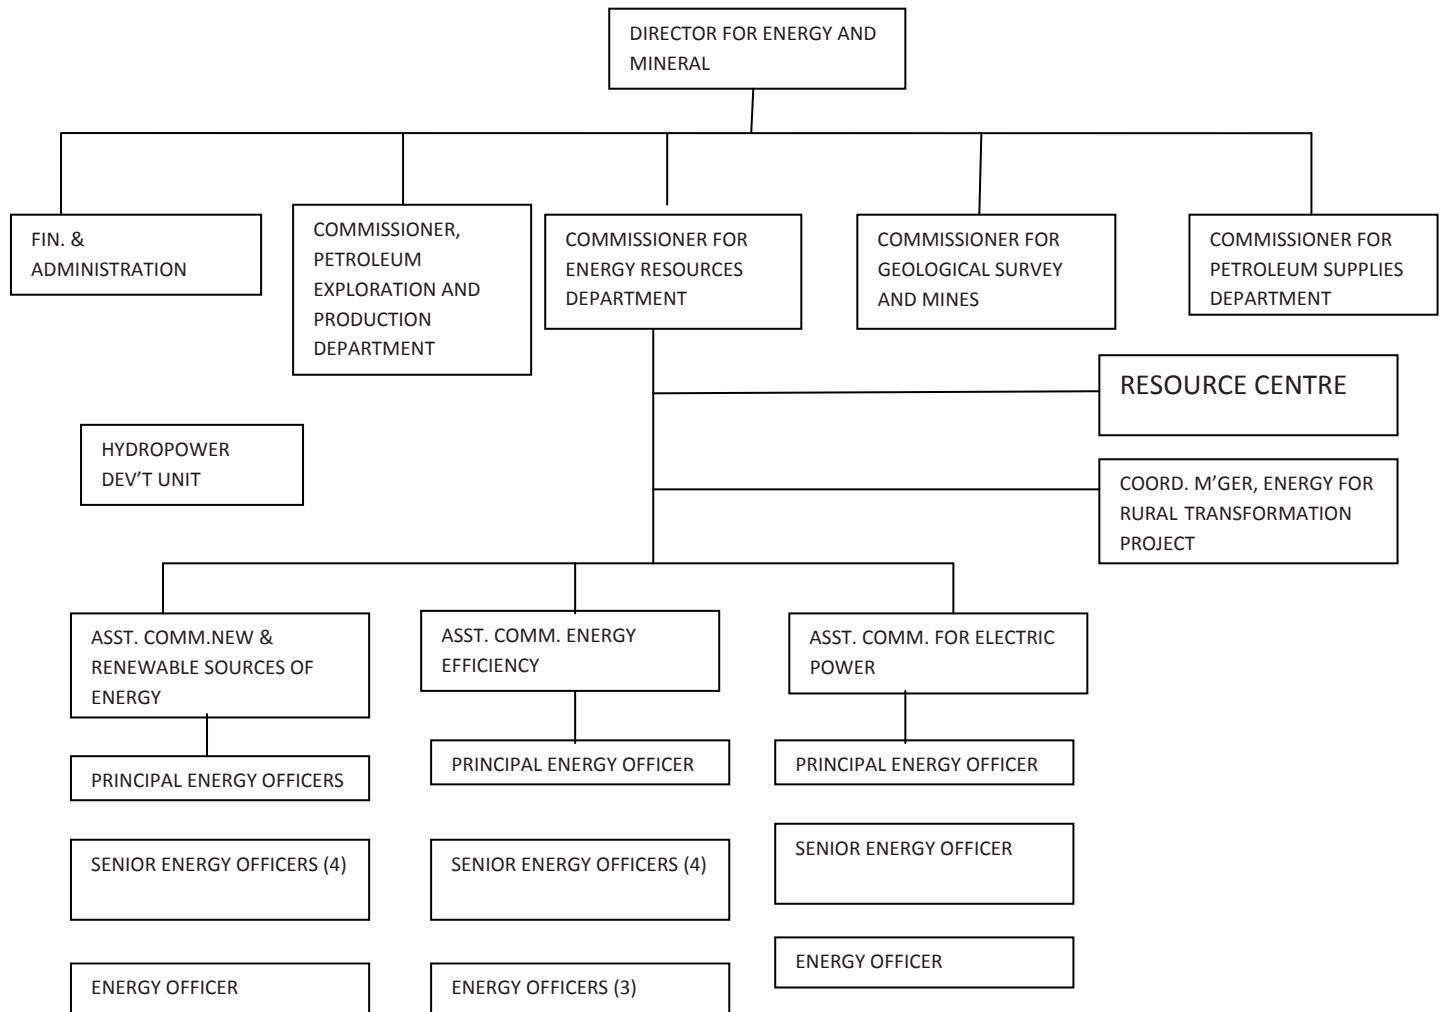 DIRECTOR FOR ENERGY AND
MINERAL
FIN. &
ADMINISTRATION
COMMISSIONER,
PETROLEUM
EXPLORATION AND
PRODUCTION
DEPARTMENT
COMMISSIONER FOR
ENERGY RESOURCES
DEPARTMENT
COMMISSIONER FOR
GEOLOGICAL SURVEY
AND MINES
COMMISSIONER FOR
PETROLEUM SUPPLIES
DEPARTMENT
RESOURCE CENTRE
HYDROPOWER
DEV’T UNIT
COORD. M’GER, ENERGY FOR
RURAL TRANSFORMATION
PROJECT
ASST. COMM.NEW &
RENEWABLE SOURCES OF
ENERGY
ASST. COMM. ENERGY
EFFICIENCY
ASST. COMM. FOR ELECTRIC
POWER
PRINCIPAL ENERGY OFFICERS
PRINCIPAL ENERGY OFFICER
PRINCIPAL ENERGY OFFICER
SENIOR ENERGY OFFICERS (4)
SENIOR ENERGY OFFICERS (4)
SENIOR ENERGY OFFICER
ENERGY OFFICER
ENERGY OFFICERS (3)
ENERGY OFFICER